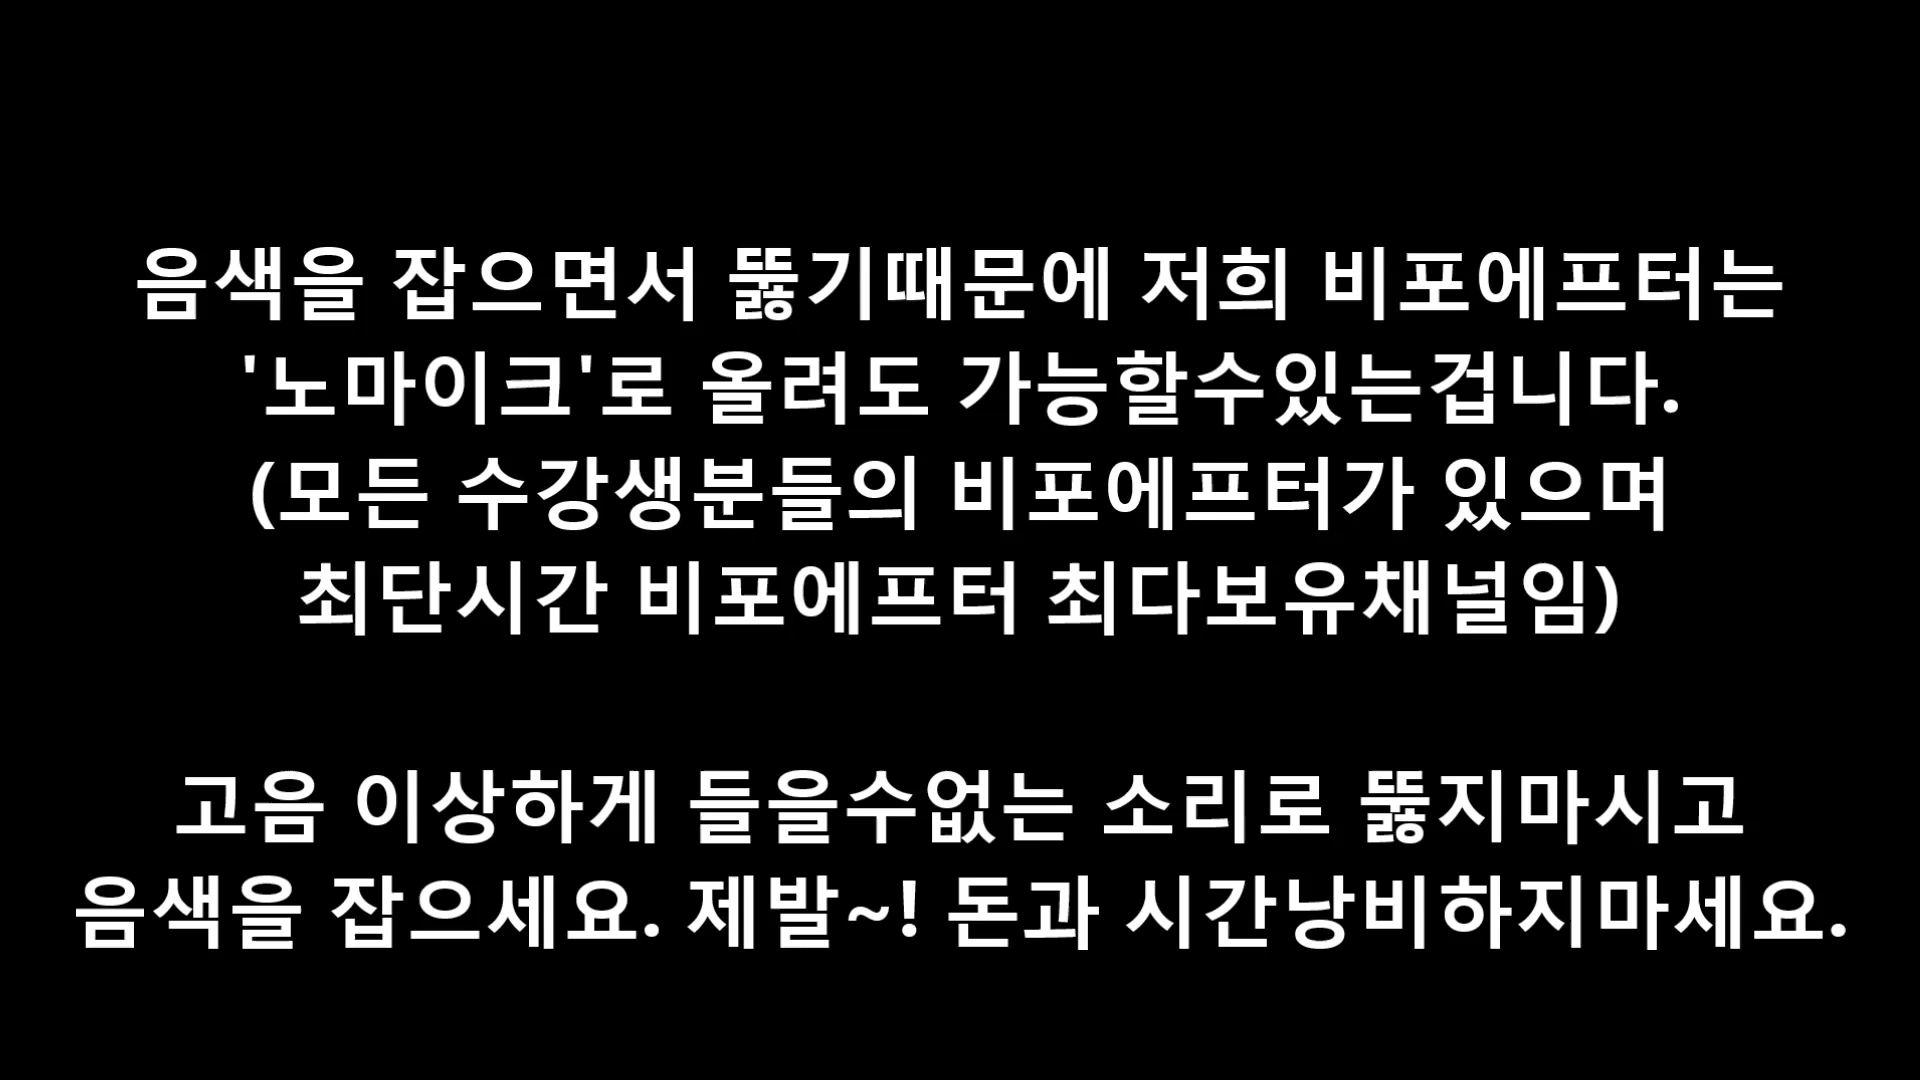 음색을 잡으면서 뚫기때문에 저희 비포에프터는
'노마이크'로 올려도 가능할수있는겁니다.
(모든 수강생분들의 비포에프터가 있으며
최단시간 비포에프터 최다보유채널임)
고음 이상하게 들을수없는 소리로 뚫지마시고
음색을 잡으세요. 제발~! 돈과 시간낭비하지마세요.